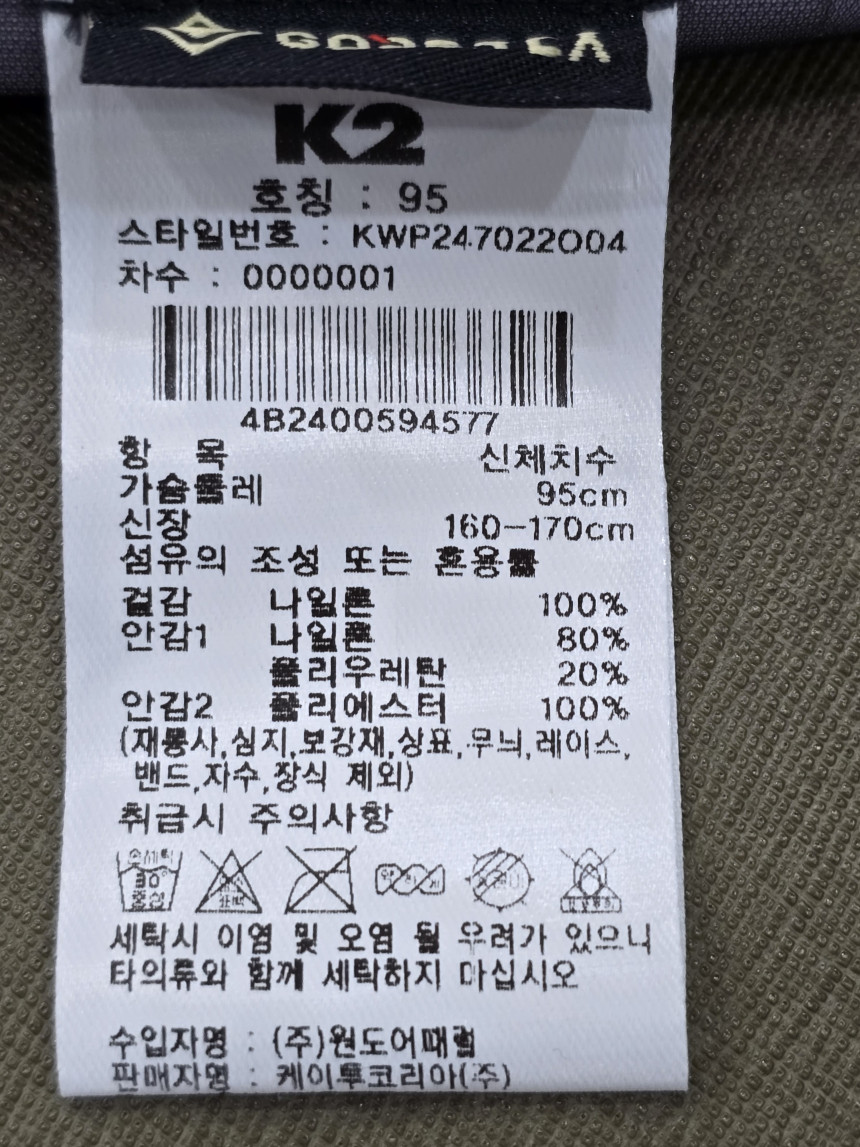 K2
호칭 : 95
스타일번호 : KWP247022O04
차수 : 0000001
4B2400594577
항 목 신체치수
가슴둘레 95cm
신장 160-170cm
섬유의 조성 또는 혼용률
겉감 나일론 100%
안감1 나일론 80%
폴리우레탄 20%
안감2 폴리에스터 100%
(재봉사,심지,보강재,상표,무늬,레이스,
밴드,자수,장식 제외)
취급시 주의사항
손세탁
30°
중성
세탁시 이염 및 오염 될 우려가 있으니
타의류와 함께 세탁하지 마십시오
수입자명 : (주)원도어패럴
판매자명 : 케이투코리아(주)